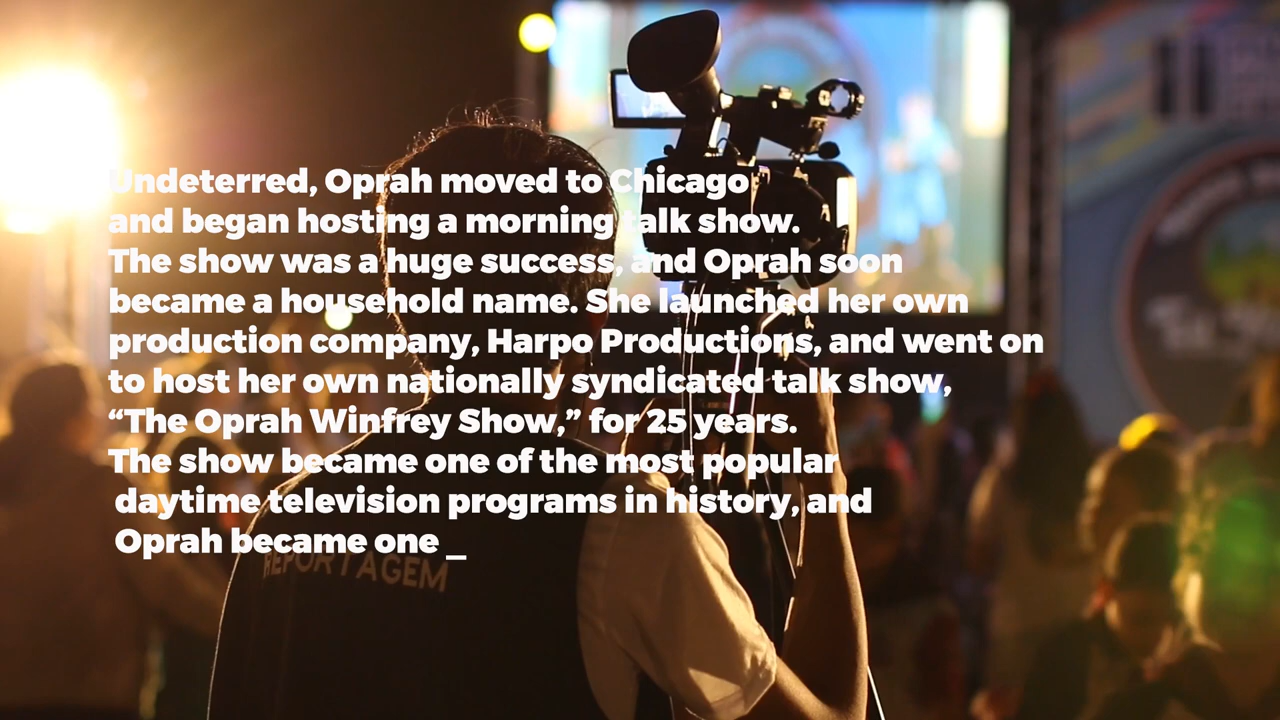 Undeterred, Oprah moved to Chicago
and began hosting a morning talk show.
The show was a huge success, and Oprah soon
became a household name. She launched her own
production company, Harpo Productions, and went on
to host her own nationally syndicated talk show,
“The Oprah Winfrey Show,” for 25 years.
The show became one of the most popular
daytime television programs in history, and
Oprah became one _
REPORTAGEM